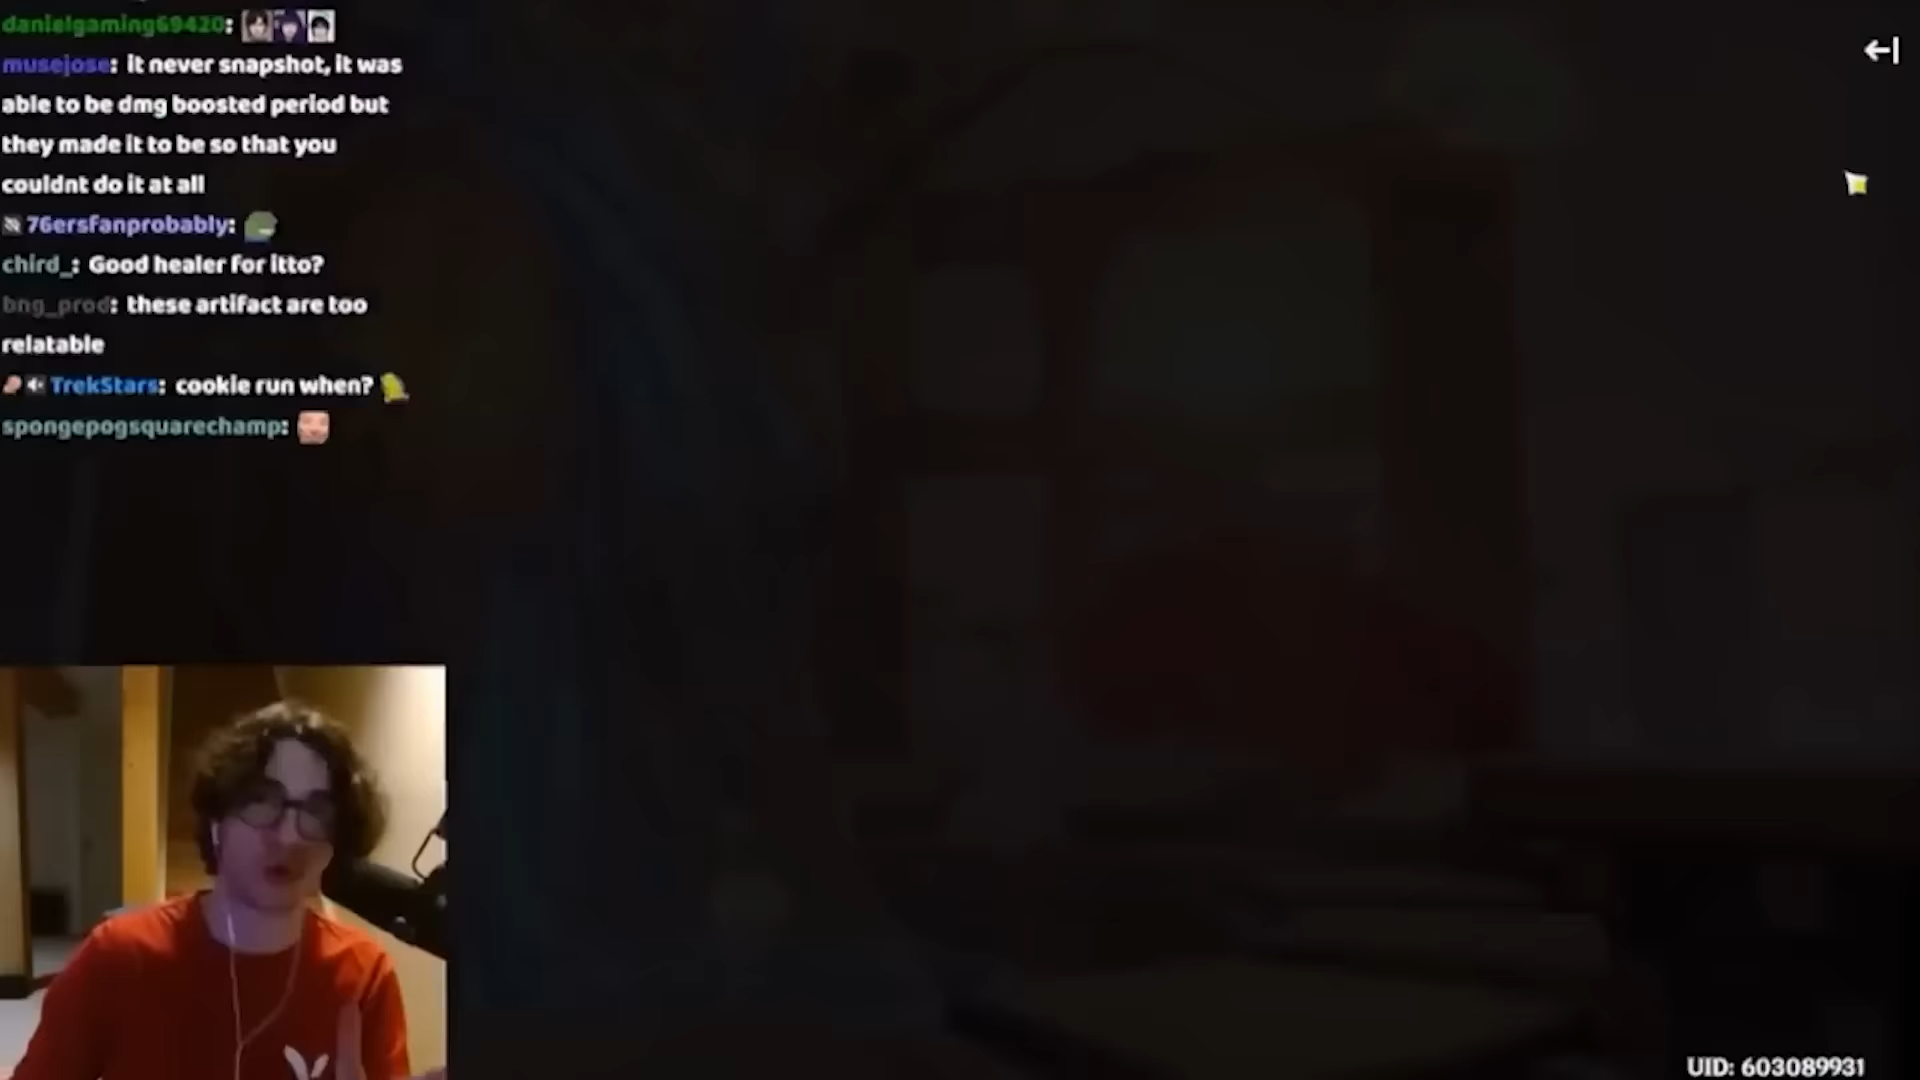 danielgaming69420:
musejose: it never snapshot, it was
able to be dmg boosted period but
they made it to be so that you
couldnt do it at all
76ersfanprobably:
chird_: Good healer for itto?
bng_prod: these artifact are too
relatable
TrekStars: cookie run when?
spongepogsquarechamp:
UID: 603089931